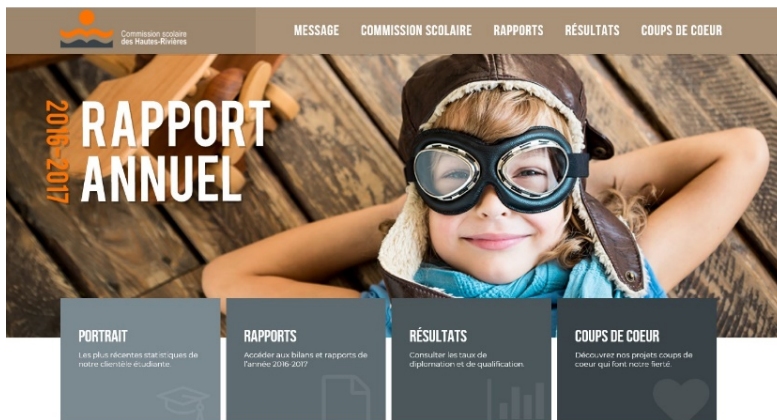 Commission scolaire
des Hautes-Rivières
MESSAGE COMMISSION SCOLAIRE RAPPORTS RÉSULTATS COUPS DE COEUR
2016-2017
RAPPORT
ANNUEL
PORTRAIT
Les plus récentes statistiques de
notre clientèle étudiante.
RAPPORTS
Accéder aux bilans et rapports de
l'année 2016-2017
RÉSULTATS
Consulter les taux de
diplomation et de qualification.
COUPS DE COEUR
Découvrez nos projets coups de
coeur qui font notre fierté.